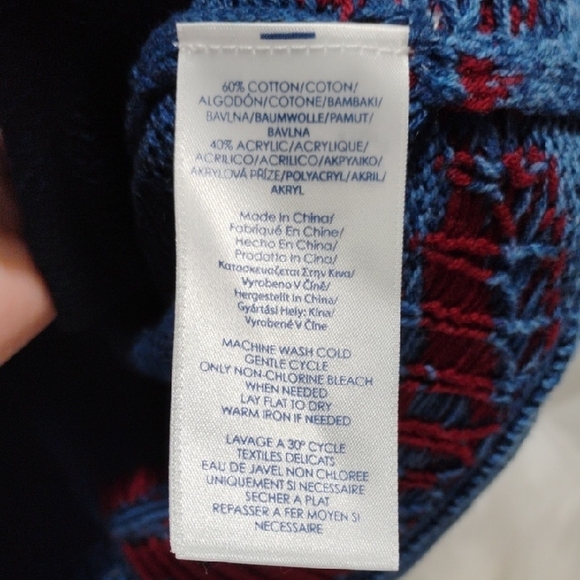 60% COTTON/COTON/
ALGODÓN/COTONE/BAMBAKI/
BAVLNA/BAUMWOLLE/PAMUT/
BAVLNA
40% ACRYLIC/ACRYLIQUE/
ACRILICO/ACRILICO/ΑΚΡΥΛΙΚΟ/
AKRYLOVÁ PŘÍZE/POLYACRYL/AKRIL/
AKRYL
Made In China/
Fabriqué En Chine/
Hecho En China/
Prodotto In Cina/
Κατασκευαζεται Στην Κινα/
Vyrobeno V Číně/
Hergestellt in China/
Gyártási Hely: Kína/
Vyrobené V Číne
MACHINE WASH COLD
GENTLE CYCLE
ONLY NON-CHLORINE BLEACH
WHEN NEEDED
LAY FLAT TO DRY
WARM IRON IF NEEDED
LAVAGE A 30° CYCLE
TEXTILES DELICATS
EAU DE JAVEL NON CHLOREE
UNIQUEMENT SI NECESSAIRE
SECHER A PLAT
REPASSER A FER MOYEN SI
NECESSAIRE